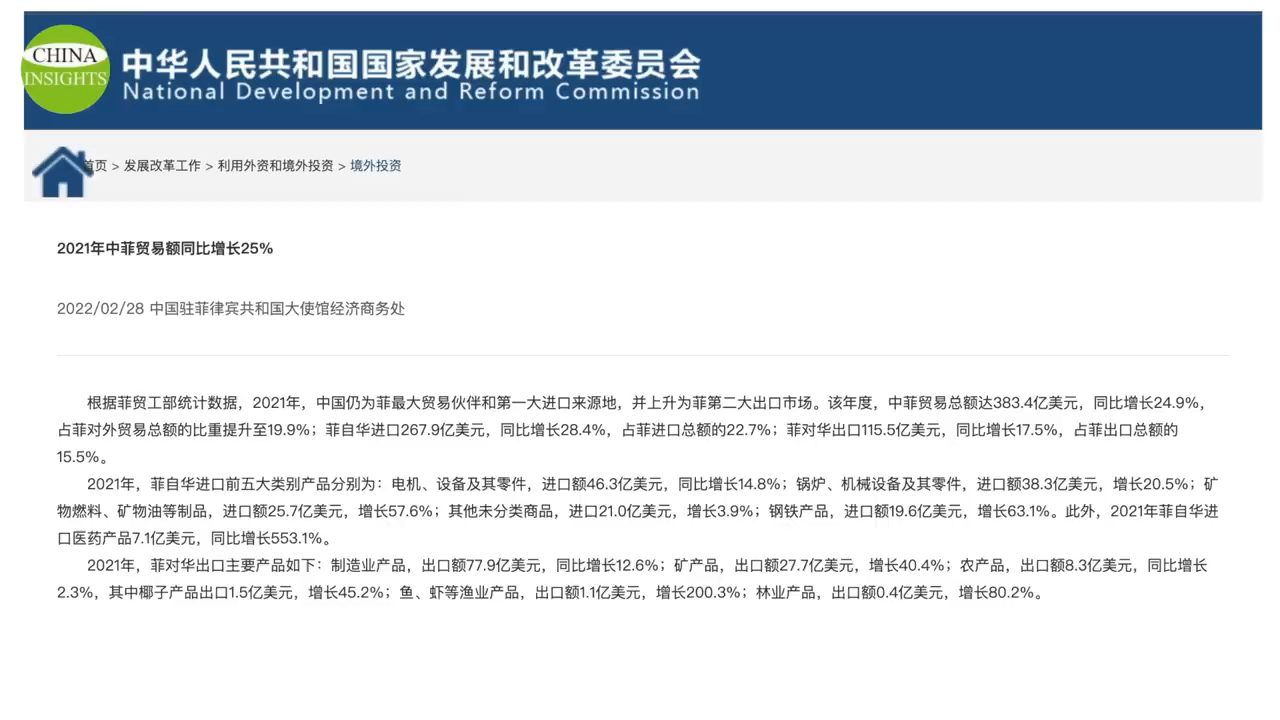 CHINA
INSIGHTS
中华人民共和国国家发展和改革委员会
National Development and Reform Commission
首页 > 发展改革工作 > 利用外资和境外投资 > 境外投资
2021年中菲贸易额同比增长25%
2022/02/28 中国驻菲律宾共和国大使馆经济商务处
根据菲贸工部统计数据，2021年，中国仍为菲最大贸易伙伴和第一大进口来源地，并上升为菲第二大出口市场。该年度，中菲贸易总额达383.4亿美元，同比增长24.9%，
占菲对外贸易总额的比重提升至19.9%；菲自华进口267.9亿美元，同比增长28.4%，占菲进口总额的22.7%；菲对华出口115.5亿美元，同比增长17.5%，占菲出口总额的
15.5%。
2021年，菲自华进口前五大类别产品分别为：电机、设备及其零件，进口额46.3亿美元，同比增长14.8%；锅炉、机械设备及其零件，进口额38.3亿美元，增长20.5%；矿
物燃料、矿物油等制品，进口额25.7亿美元，增长57.6%；其他未分类商品，进口21.0亿美元，增长3.9%；钢铁产品，进口额19.6亿美元，增长63.1%。此外，2021年菲自华进
口医药产品7.1亿美元，同比增长553.1%。
2021年，菲对华出口主要产品如下：制造业产品，出口额77.9亿美元，同比增长12.6%；矿产品，出口额27.7亿美元，增长40.4%；农产品，出口额8.3亿美元，同比增长
2.3%，其中椰子产品出口1.5亿美元，增长45.2%；鱼、虾等渔业产品，出口额1.1亿美元，增长200.3%；林业产品，出口额0.4亿美元，增长80.2%。